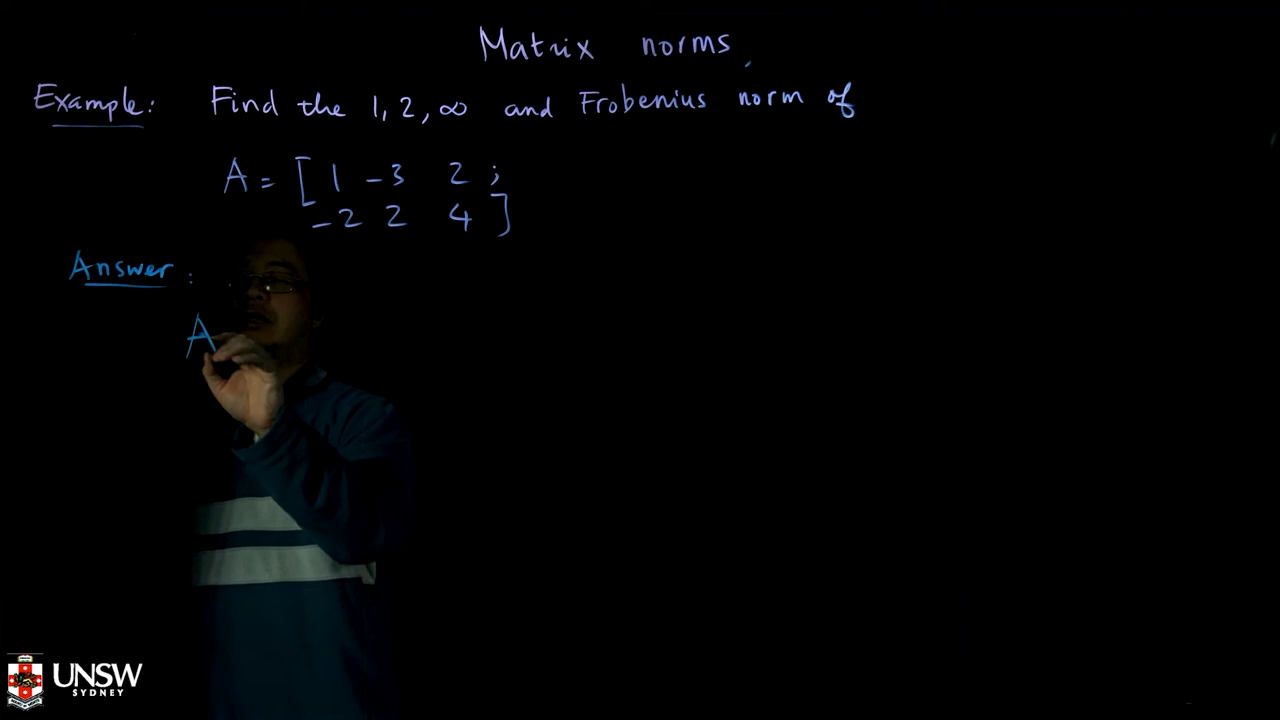 Matrix norms
Example: Find the 1, 2, ∞ and Frobenius norm of
A = [ 1 -3 2 ;
-2 2 4 ]
Answer :
A
UNSW
SYDNEY